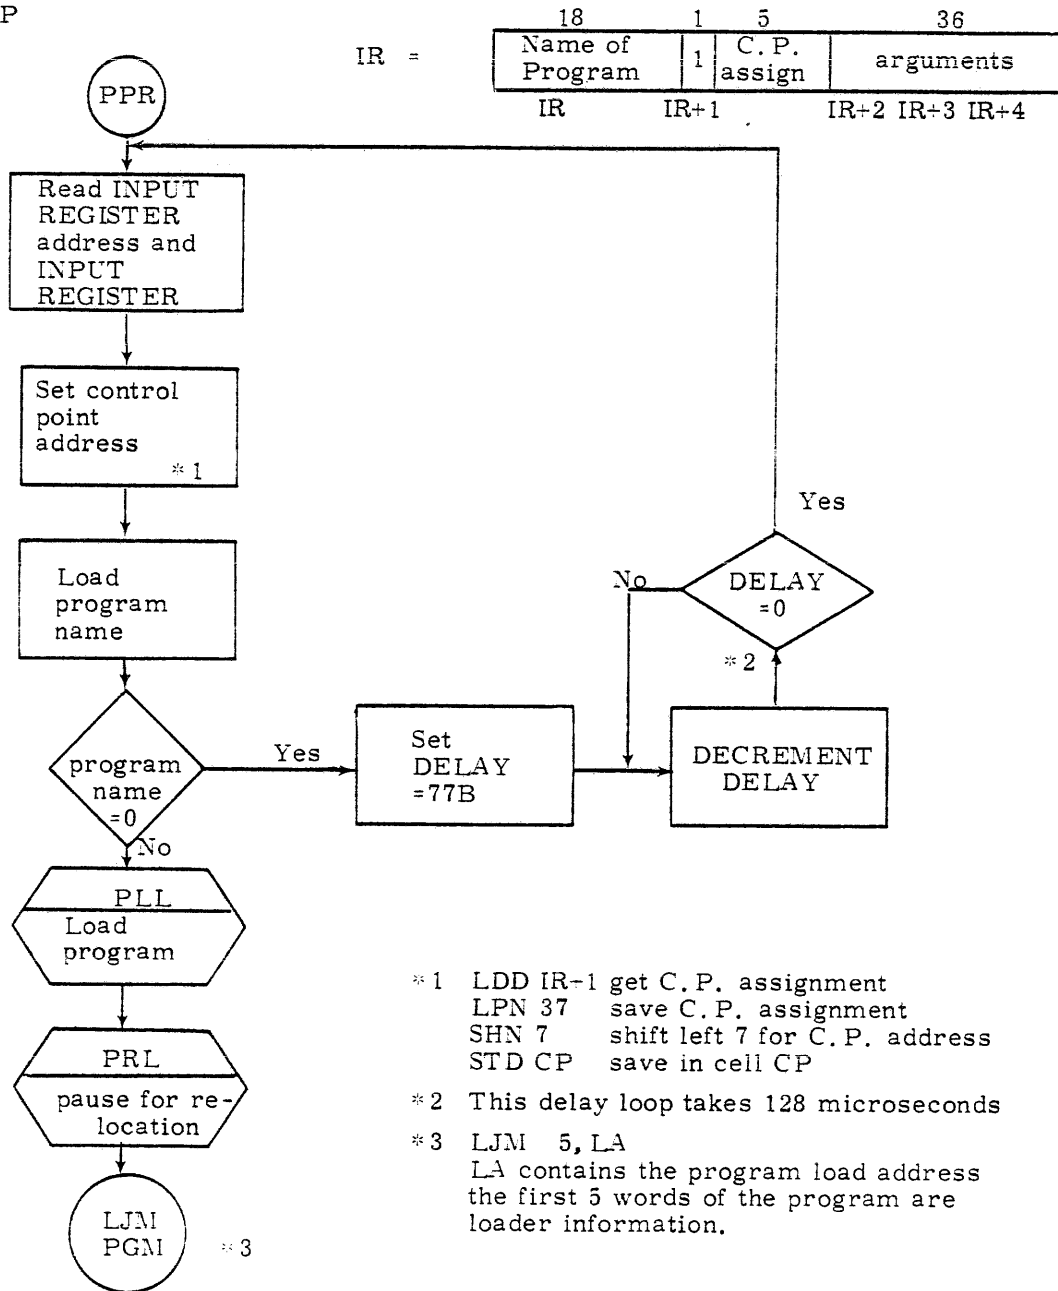 P
18 1 5 36
IR = Name of Program 1 C. P. assign arguments
IR IR+1 IR+2 IR+3 IR+4
PPR
Read INPUT
REGISTER
address and
INPUT
REGISTER
Set control
point
address
*1
Load
program
name
program
name
=0
Yes
No
Set
DELAY
=77B
DECREMENT
DELAY
*2
DELAY
=0
No
Yes
PLL
Load
program
PRL
pause for re-
location
LJM
PGM
*3
*1 LDD IR-1 get C. P. assignment
LPN 37 save C. P. assignment
SHN 7 shift left 7 for C. P. address
STD CP save in cell CP
*2 This delay loop takes 128 microseconds
*3 LJM 5, LA
LA contains the program load address
the first 5 words of the program are
loader information.